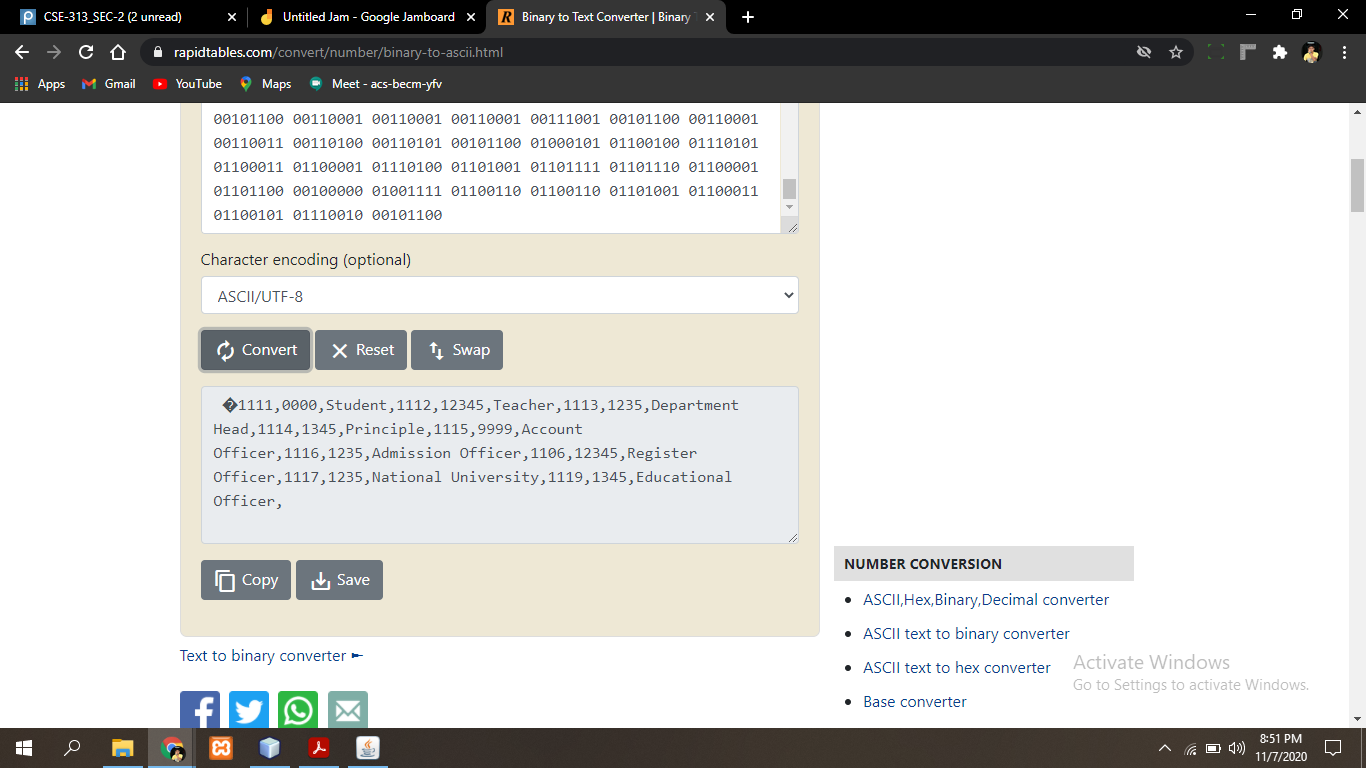 CSE-313_SEC-2 (2 unread)
Untitled Jam - Google Jamboard
Binary to Text Converter | Binary
rapidtables.com/convert/number/binary-to-ascii.html
Apps
Gmail
YouTube
Maps
Meet - acs-becm-yfv
00101100 00110001 00110001 00110001 00111001 00101100 00110001
00110011 00110100 00110101 00101100 01000101 01100100 01110101
01100011 01100001 01110100 01101001 01101111 01101110 01100001
01101100 00100000 01001111 01100110 01100110 01101001 01100011
01100101 01110010 00101100
Character encoding (optional)
ASCII/UTF-8
Convert
Reset
Swap
�1111,0000,Student,1112,12345,Teacher,1113,1235,Department
Head,1114,1345,Principle,1115,9999,Account
Officer,1116,1235,Admission Officer,1106,12345,Register
Officer,1117,1235,National University,1119,1345,Educational
Officer,
Copy
Save
Text to binary converter ►
NUMBER CONVERSION
ASCII,Hex,Binary,Decimal converter
ASCII text to binary converter
ASCII text to hex converter
Base converter
Activate Windows
Go to Settings to activate Windows.
8:51 PM
11/7/2020